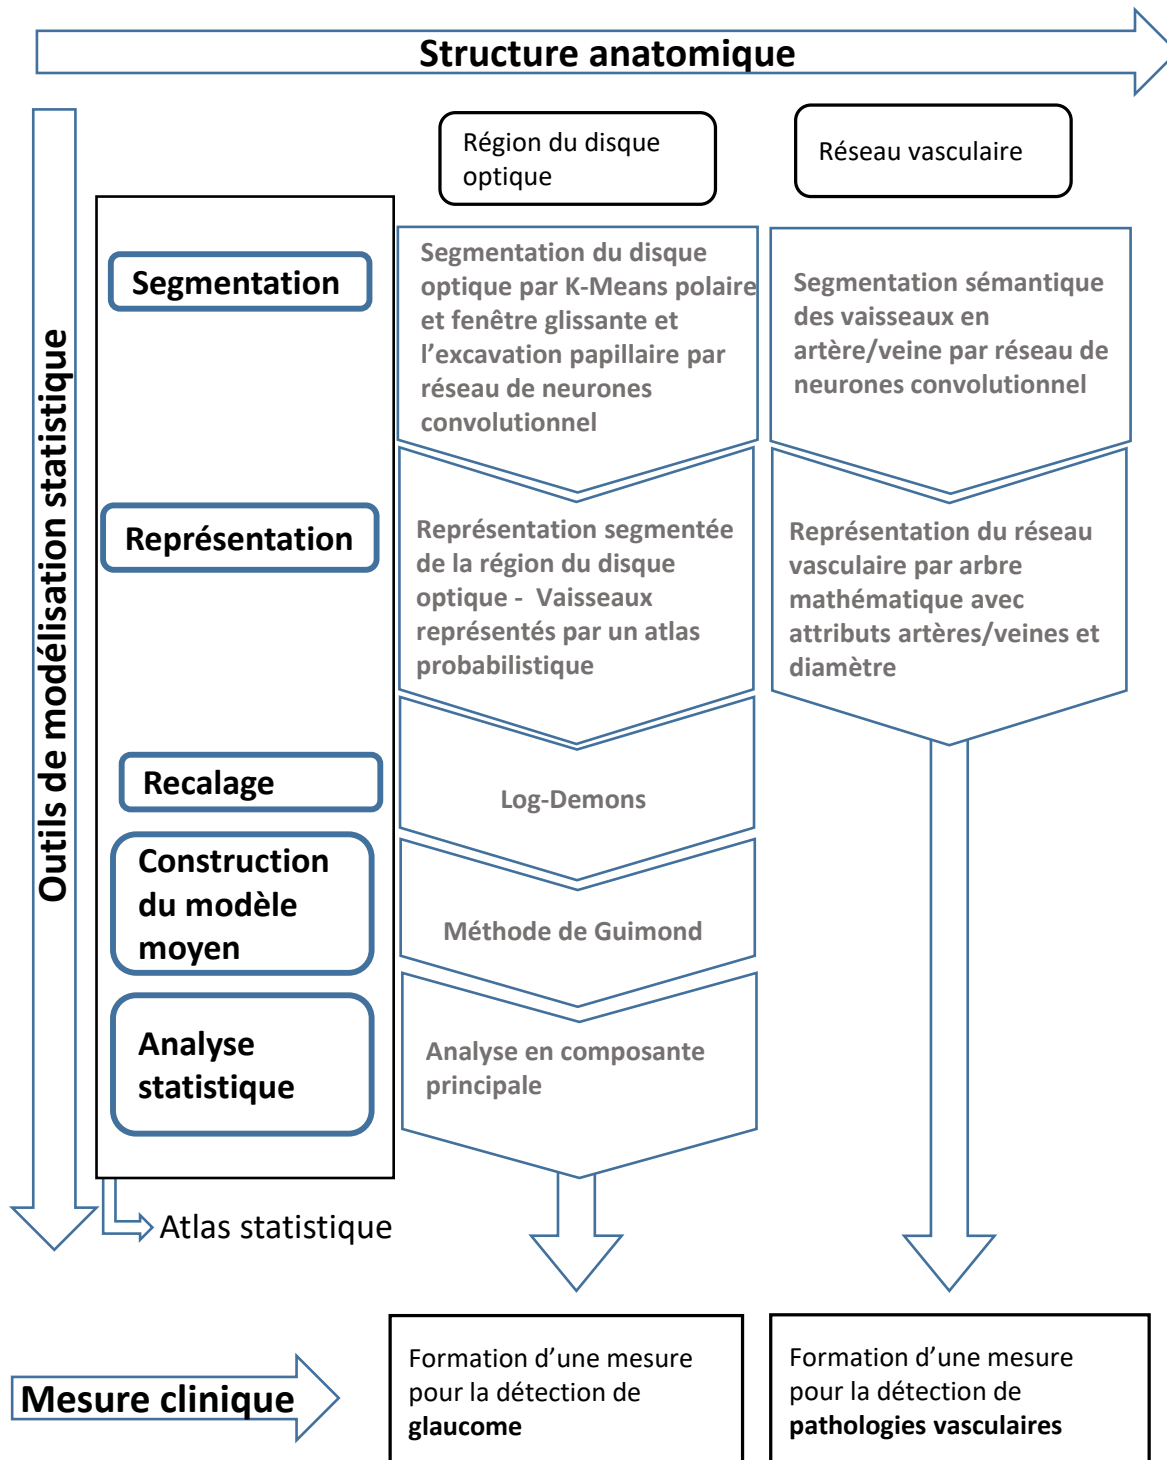 Structure anatomique
Outils de modélisation statistique
Région du disque
optique
Réseau vasculaire
Segmentation
Segmentation du disque
optique par K-Means polaire
et fenêtre glissante et
l’excavation papillaire par
réseau de neurones
convolutionnel
Segmentation sémantique
des vaisseaux en
artère/veine par réseau de
neurones convolutionnel
Représentation
Représentation segmentée
de la région du disque
optique - Vaisseaux
représentés par un atlas
probabilistique
Représentation du réseau
vasculaire par arbre
mathématique avec
attributs artères/veines et
diamètre
Recalage
Log-Demons
Construction
du modèle
moyen
Méthode de Guimond
Analyse
statistique
Analyse en composante
principale
Atlas statistique
Mesure clinique
Formation d’une mesure
pour la détection de
glaucome
Formation d’une mesure
pour la détection de
pathologies vasculaires